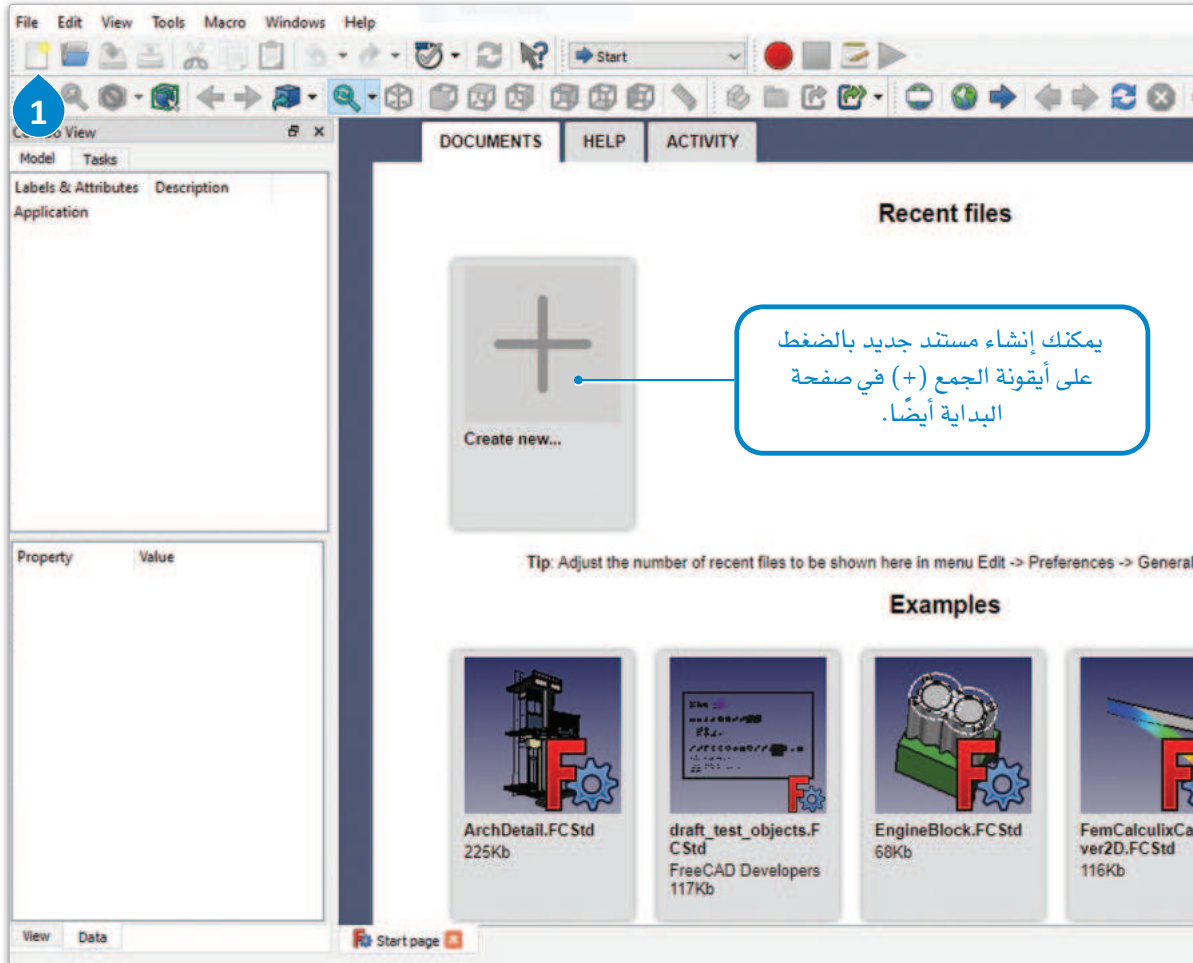 File Edit View Tools Macro Windows Help
Start
1
View
Model Tasks
Labels & Attributes Description
Application
DOCUMENTS HELP ACTIVITY
Recent files
Create new...
يمكنك إنشاء مستند جديد بالضغط
على أيقونة الجمع (+) في صفحة
البداية أيضًا.
Tip: Adjust the number of recent files to be shown here in menu Edit -> Preferences -> General
Property Value
Examples
ArchDetail.FCStd
225Kb
draft_test_objects.F
CStd
FreeCAD Developers
117Kb
EngineBlock.FCStd
68Kb
FemCalculixCa
ver2D.FCStd
116Kb
View Data
Start page